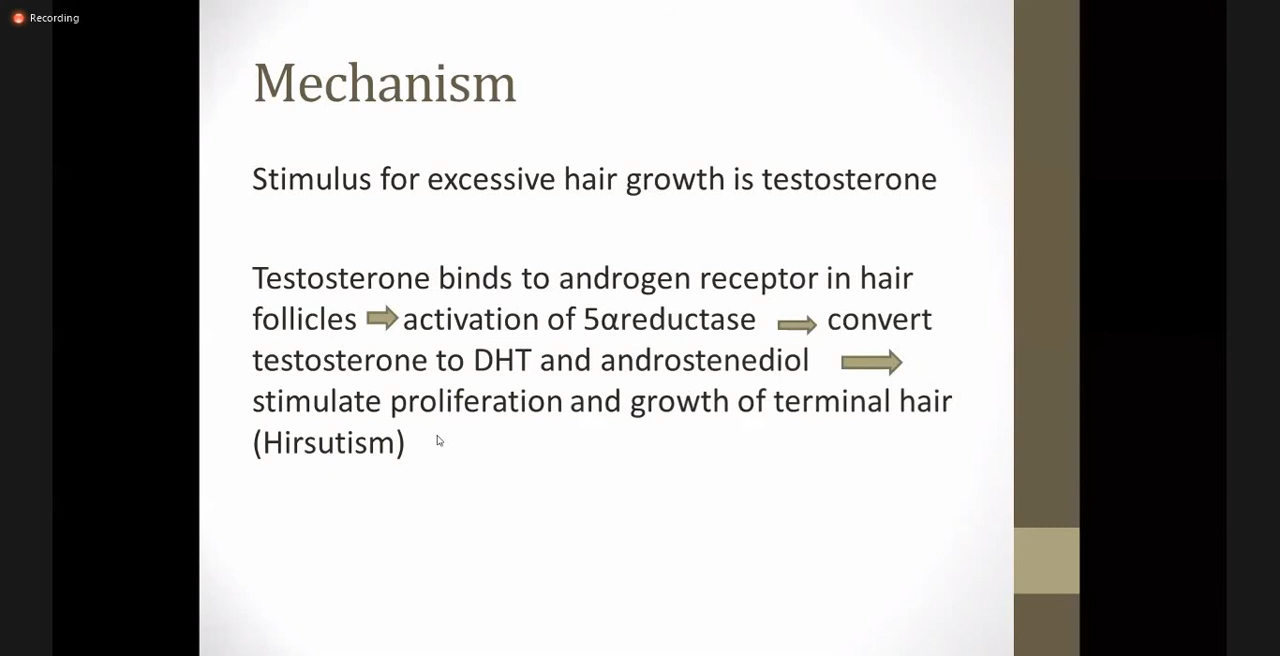 Recording
Mechanism
Stimulus for excessive hair growth is testosterone
Testosterone binds to androgen receptor in hair
follicles activation of 5αreductase convert
testosterone to DHT and androstenediol
stimulate proliferation and growth of terminal hair
(Hirsutism)